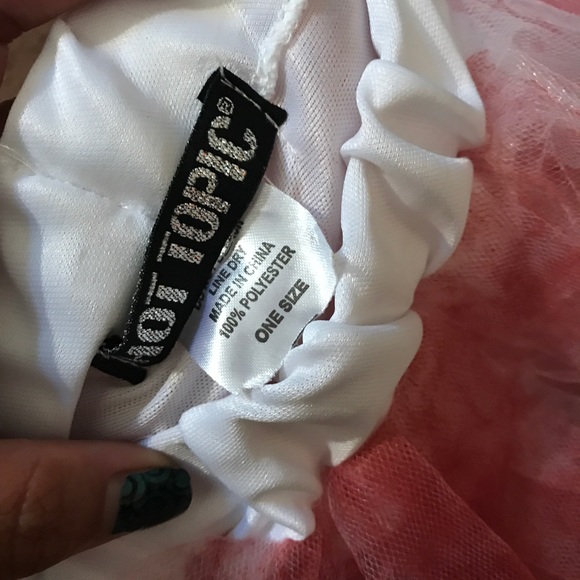 HOT TOPIC®
LINE DRY
MADE IN CHINA
100% POLYESTER
ONE SIZE